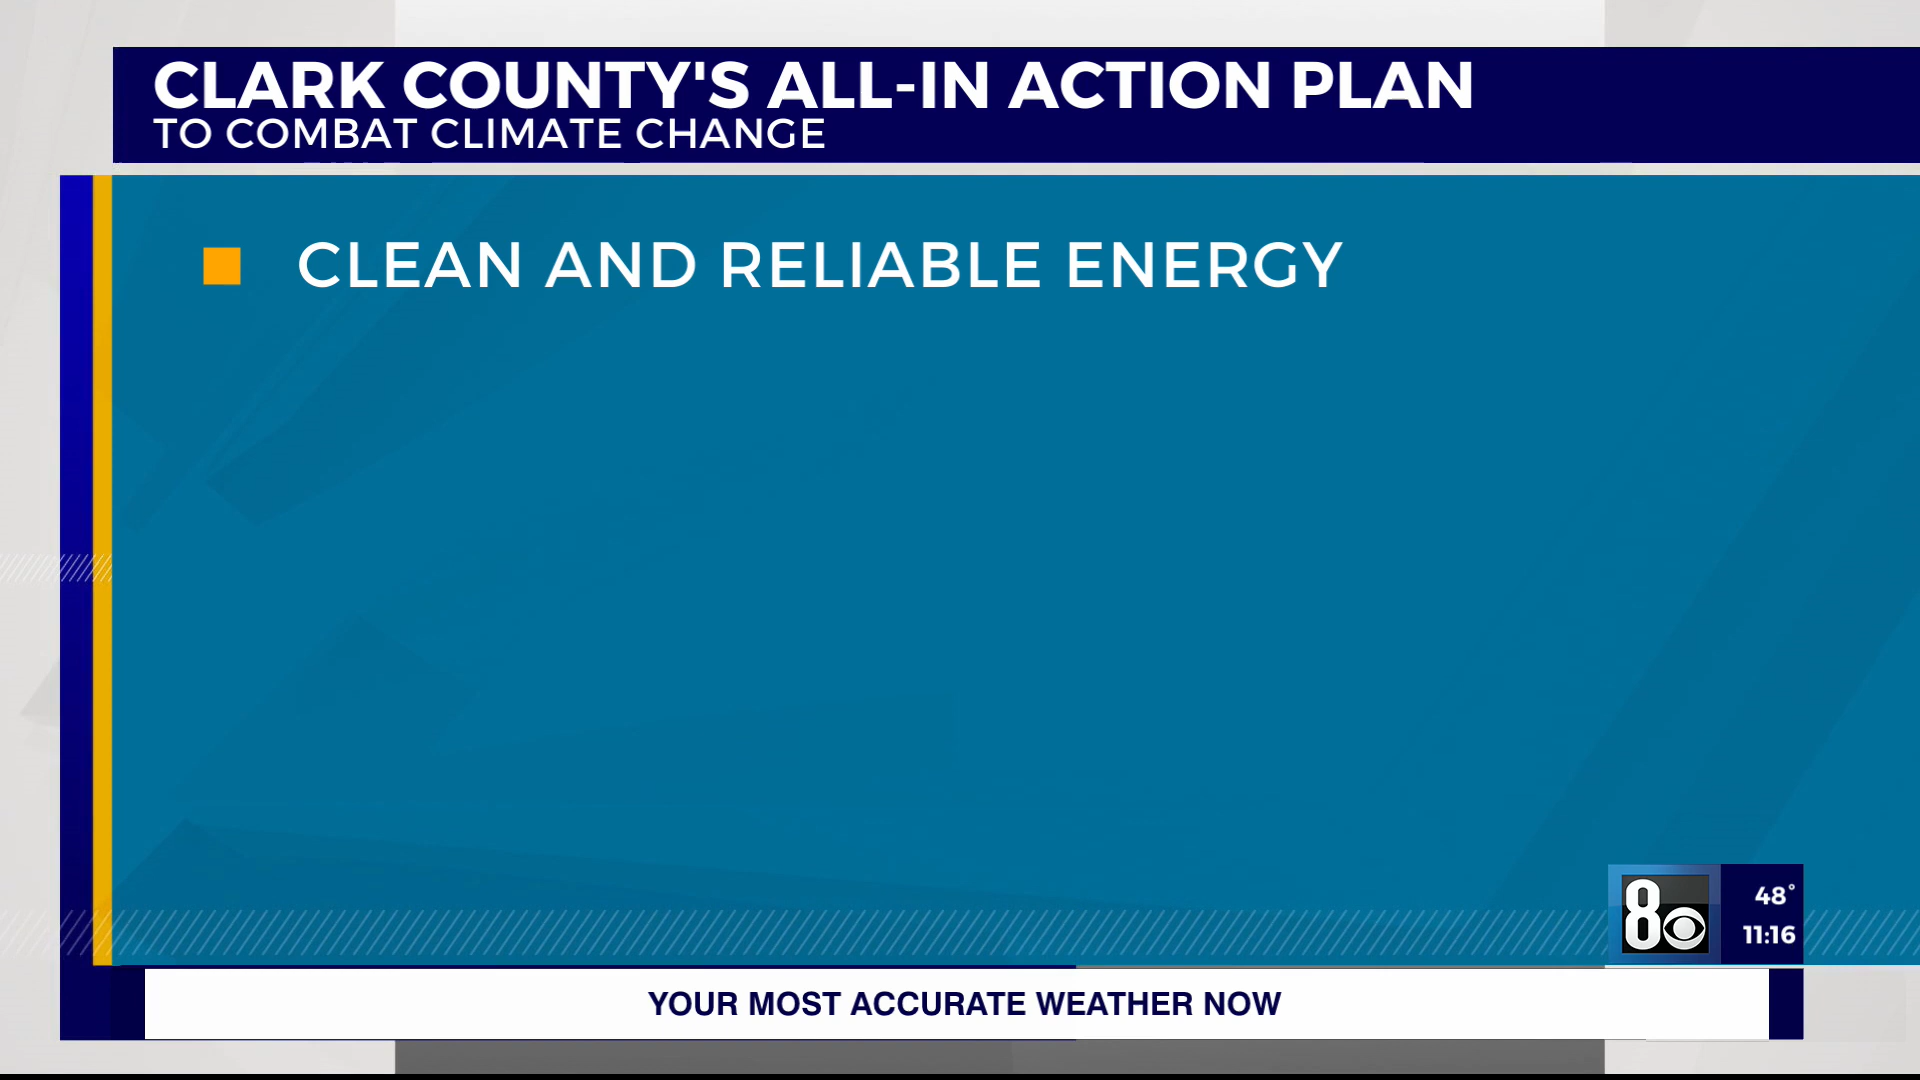 CLARK COUNTY'S ALL-IN ACTION PLAN
TO COMBAT CLIMATE CHANGE
CLEAN AND RELIABLE ENERGY
8
48°
11:16
YOUR MOST ACCURATE WEATHER NOW